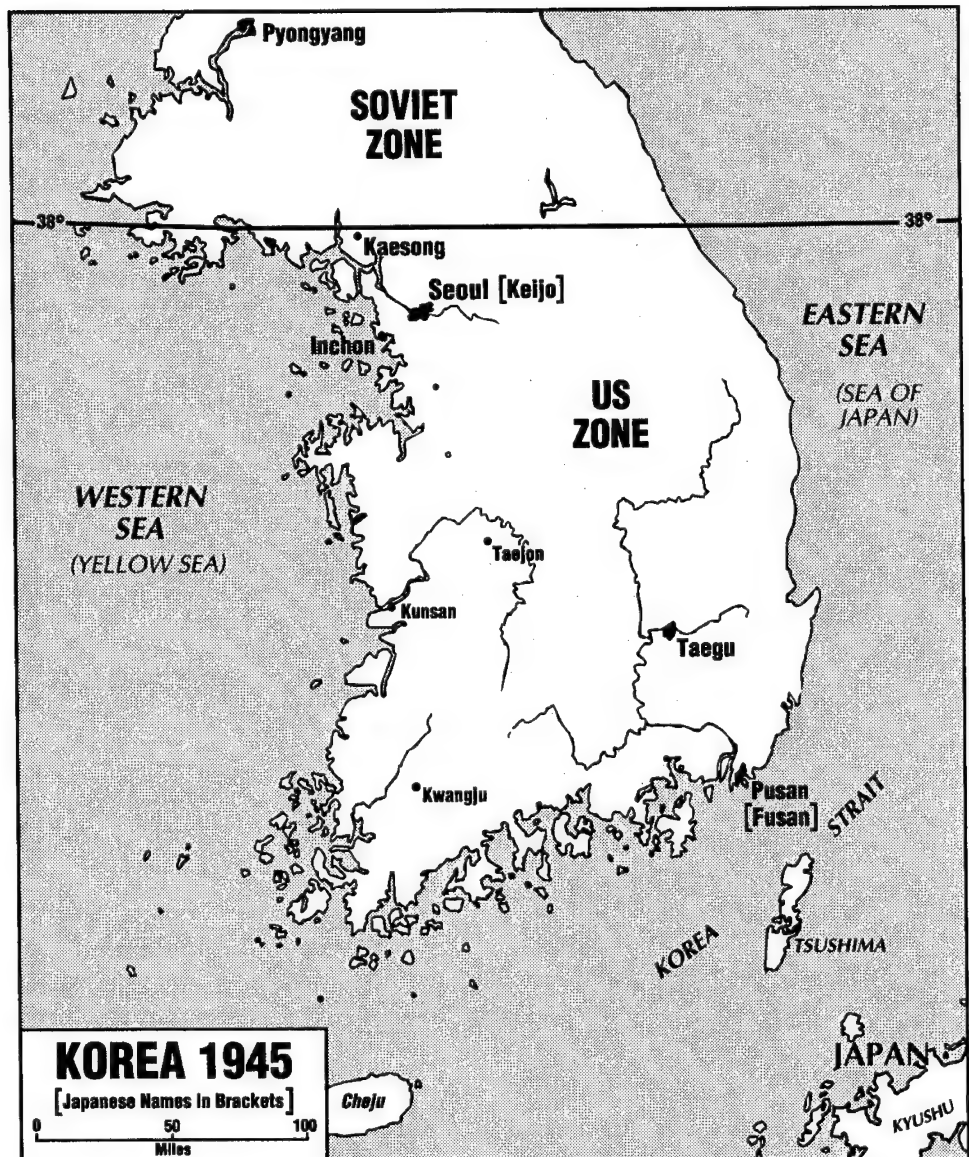 Pyongyang
SOVIET
ZONE
38°
38°
Kaesong
Seoul [Keijo]
Inchon
EASTERN
SEA
(SEA OF
JAPAN)
US
ZONE
WESTERN
SEA
(YELLOW SEA)
Taejon
Kunsan
Taegu
Kwangju
Pusan
[Fusan]
KOREA STRAIT
TSUSHIMA
JAPAN
KYUSHU
Cheju
KOREA 1945
[Japanese Names In Brackets]
0 50 100
Miles